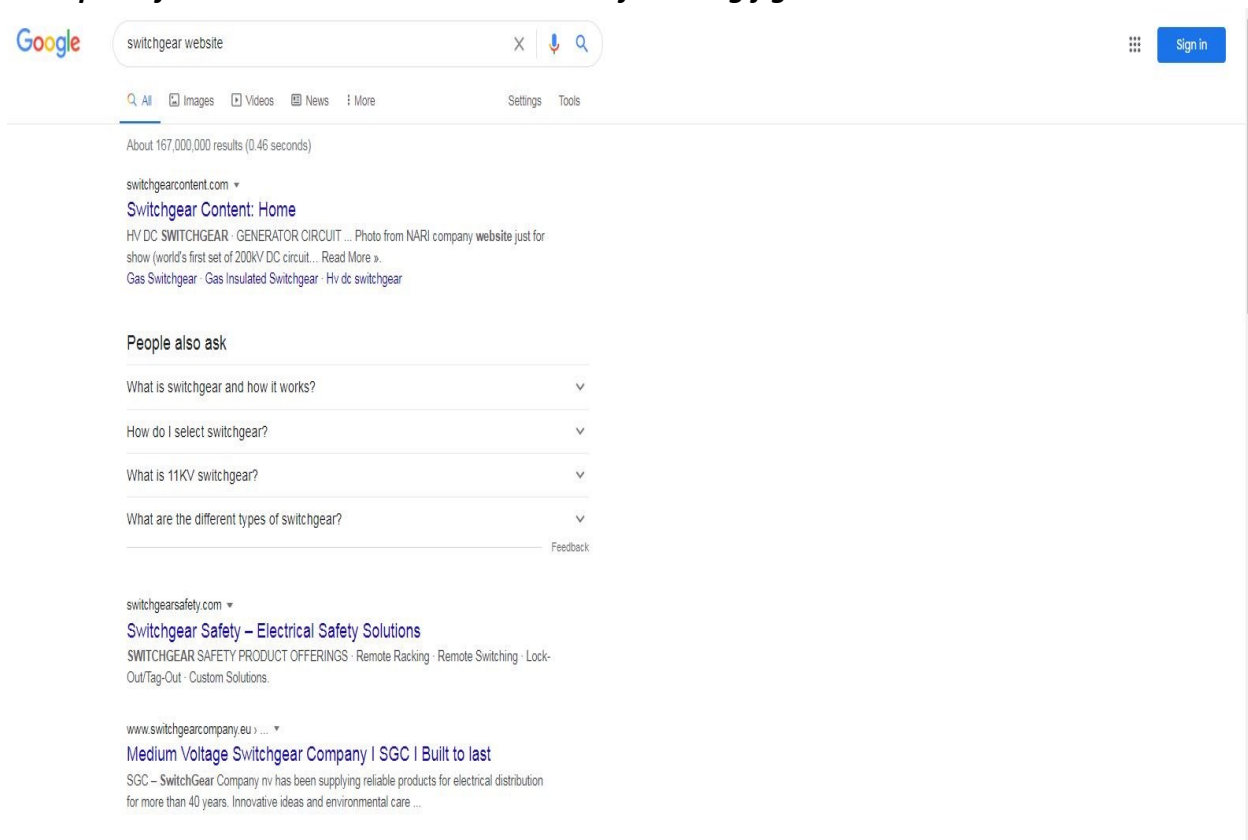 Google
switchgear website
Sign in
All Images Videos News More Settings Tools
About 167,000,000 results (0.46 seconds)
switchgearcontent.com
Switchgear Content: Home
HV DC SWITCHGEAR · GENERATOR CIRCUIT ... Photo from NARI company website just for
show (world's first set of 200kV DC circuit... Read More ».
Gas Switchgear · Gas Insulated Switchgear · Hv dc switchgear
People also ask
What is switchgear and how it works?
How do I select switchgear?
What is 11KV switchgear?
What are the different types of switchgear?
Feedback
switchgearsafety.com
Switchgear Safety – Electrical Safety Solutions
SWITCHGEAR SAFETY PRODUCT OFFERINGS · Remote Racking · Remote Switching · Lock-
Out/Tag-Out · Custom Solutions.
www.switchgearcompany.eu › ...
Medium Voltage Switchgear Company | SGC | Built to last
SGC – SwitchGear Company nv has been supplying reliable products for electrical distribution
for more than 40 years. Innovative ideas and environmental care ...